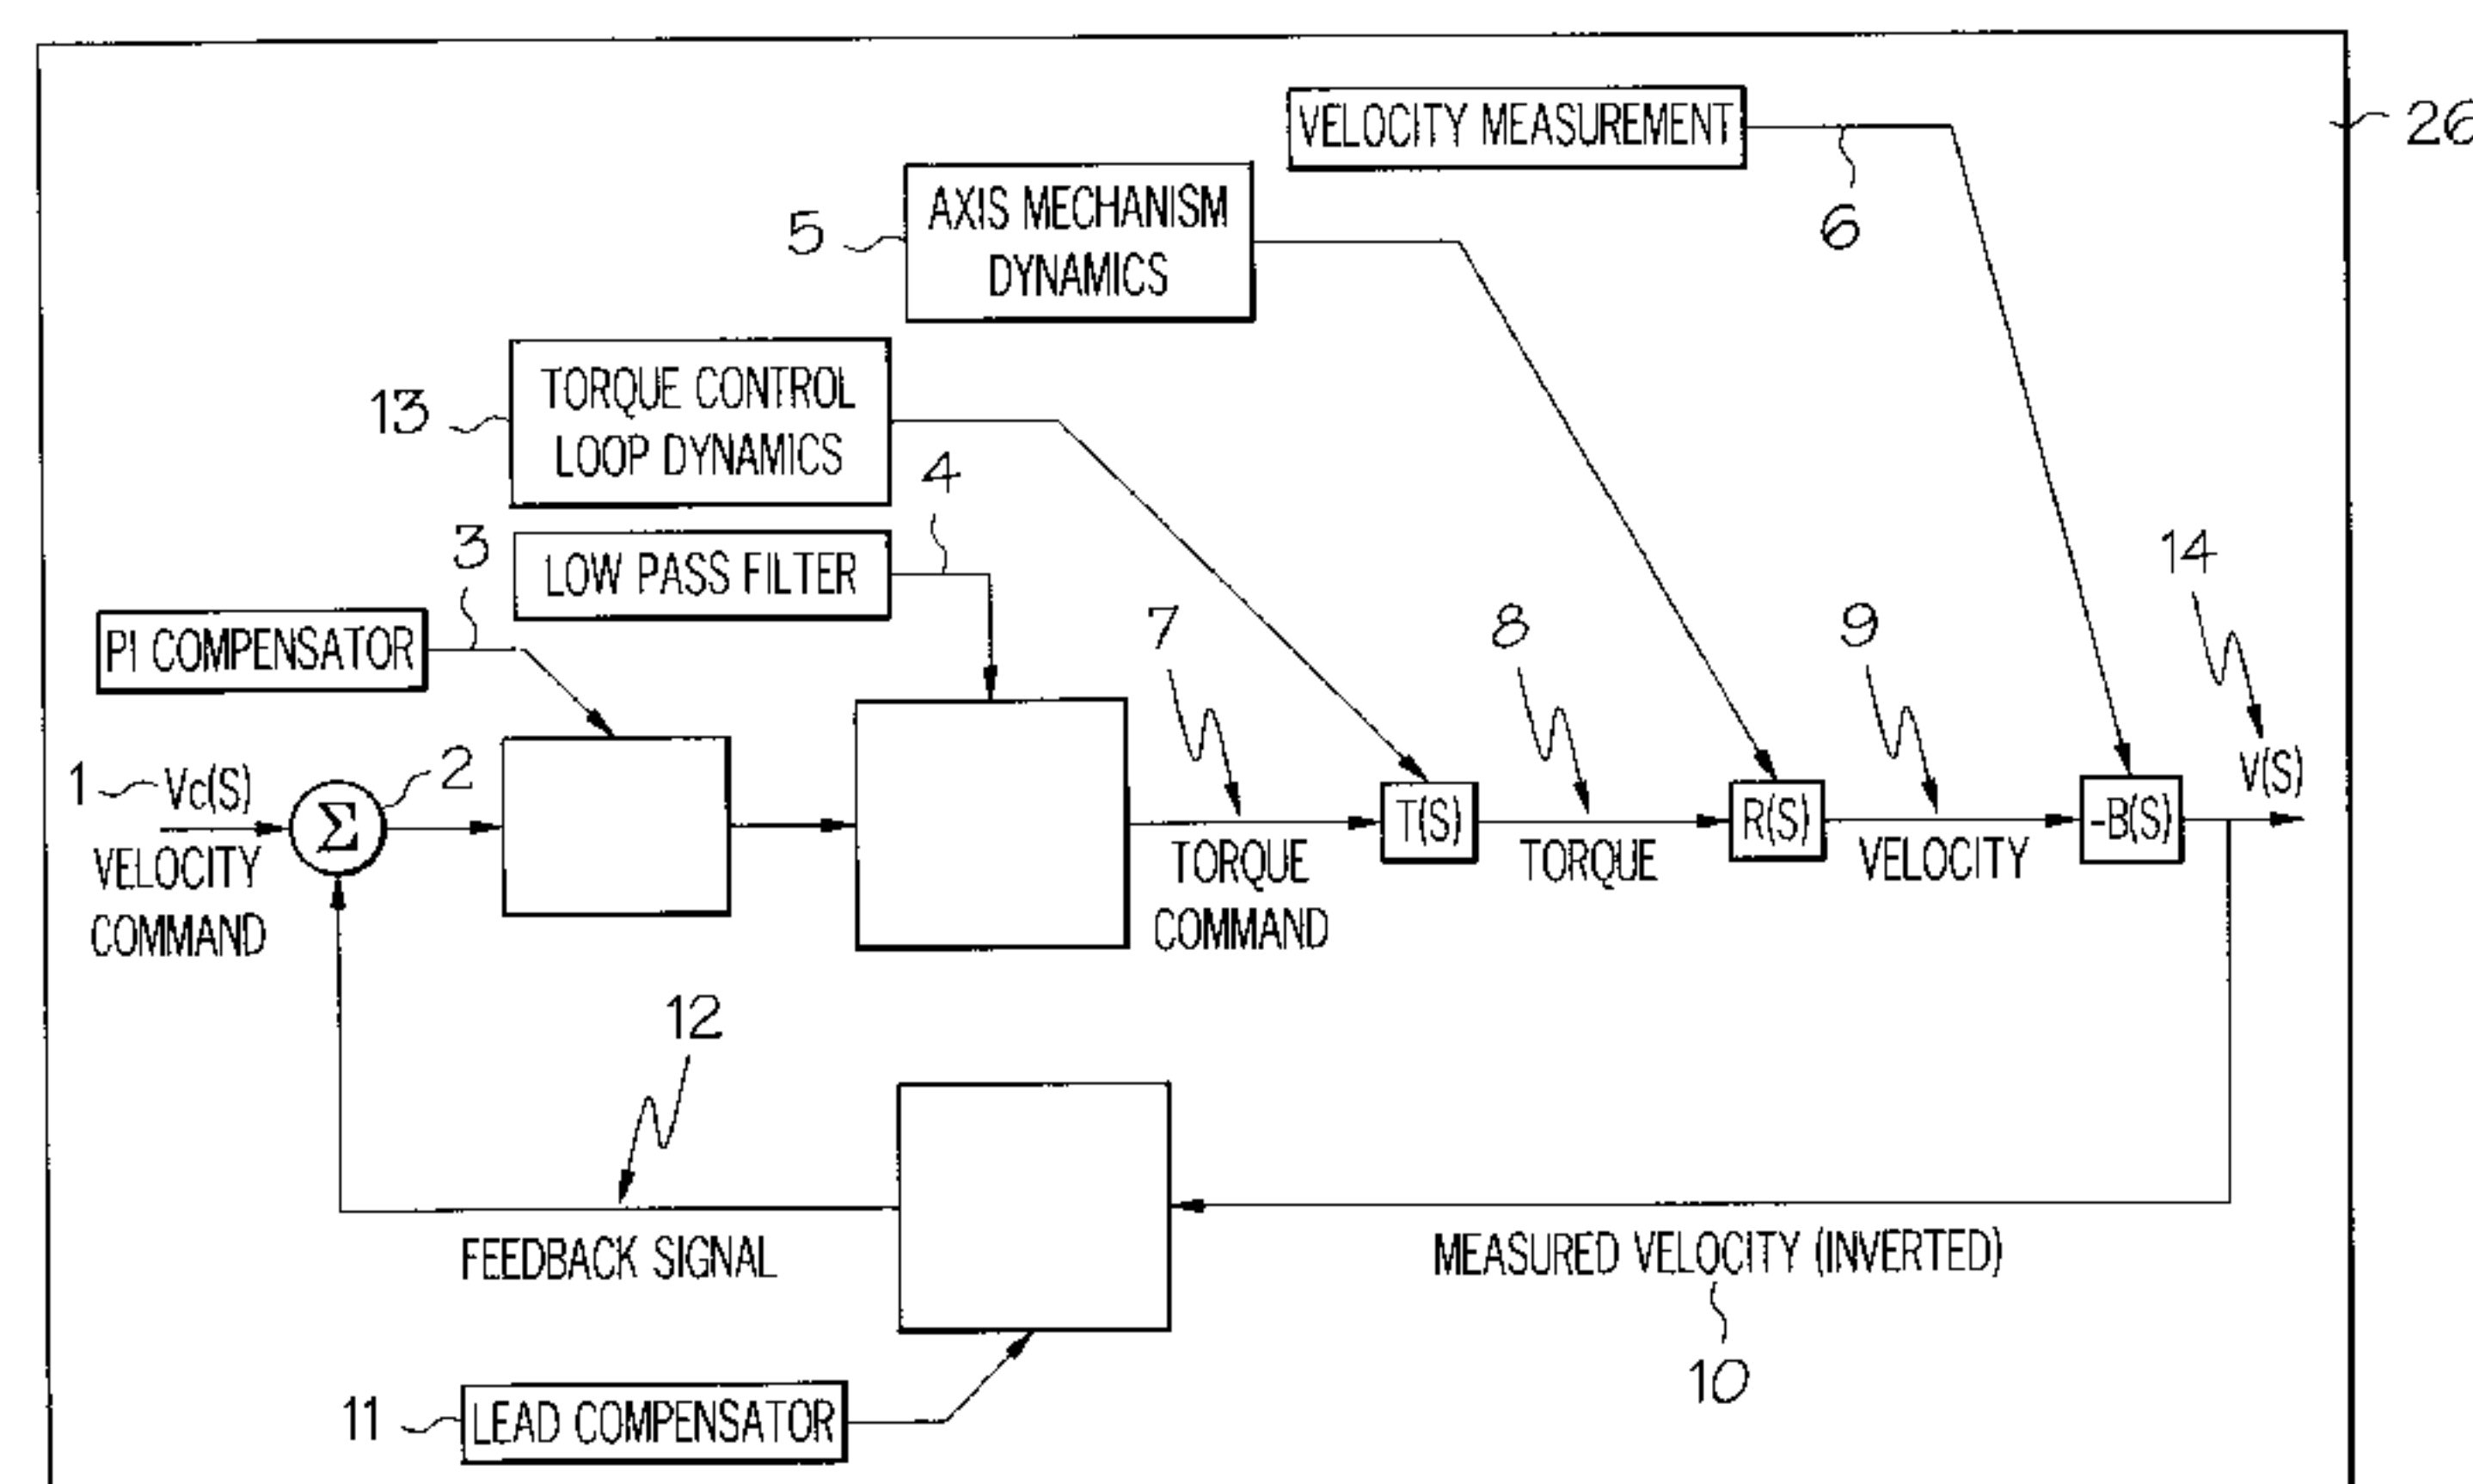 VELOCITY MEASUREMENT
26
6
5
AXIS MECHANISM
DYNAMICS
13
TORQUE CONTROL
LOOP DYNAMICS
4
3
LOW PASS FILTER
14
PI COMPENSATOR
7
8
9
1
Vc(S)
2
Σ
VELOCITY
COMMAND
TORQUE
COMMAND
T(S)
TORQUE
R(S)
VELOCITY
-B(S)
V(S)
12
FEEDBACK SIGNAL
MEASURED VELOCITY (INVERTED)
10
11
LEAD COMPENSATOR